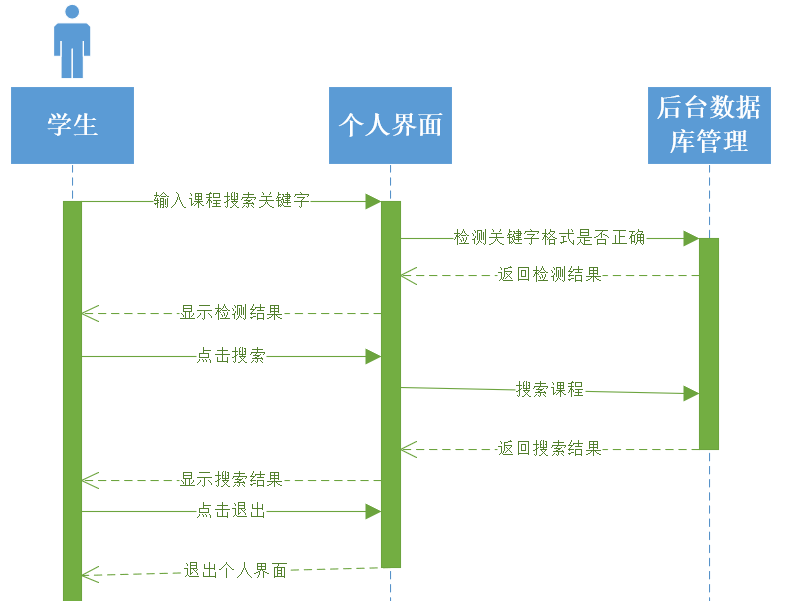 学生
个人界面
后台数据
库管理
输入课程搜索关键字
检测关键字格式是否正确
返回检测结果
显示检测结果
点击搜索
搜索课程
返回搜索结果
显示搜索结果
点击退出
退出个人界面